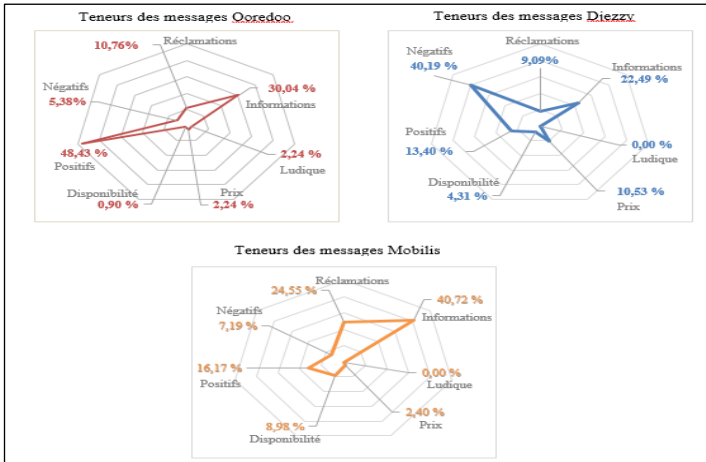 Teneurs des messages Ooredoo
Réclamations
10,76%
30,04 %
Informations
Négatifs
5,38%
48,43 %
Positifs
2,24 %
Ludique
Disponibilité
0,90 %
Prix
2,24 %
Teneurs des messages Djezzy
Réclamations
9,09%
Négatifs
40,19 %
Informations
22,49 %
0,00 %
Ludique
Positifs
13,40 %
Disponibilité
4,31 %
10,53 %
Prix
Teneurs des messages Mobilis
Réclamations
24,55 %
40,72 %
Informations
Négatifs
7,19 %
16,17 %
Positifs
0,00 %
Ludique
2,40 %
Prix
8,98 %
Disponibilité